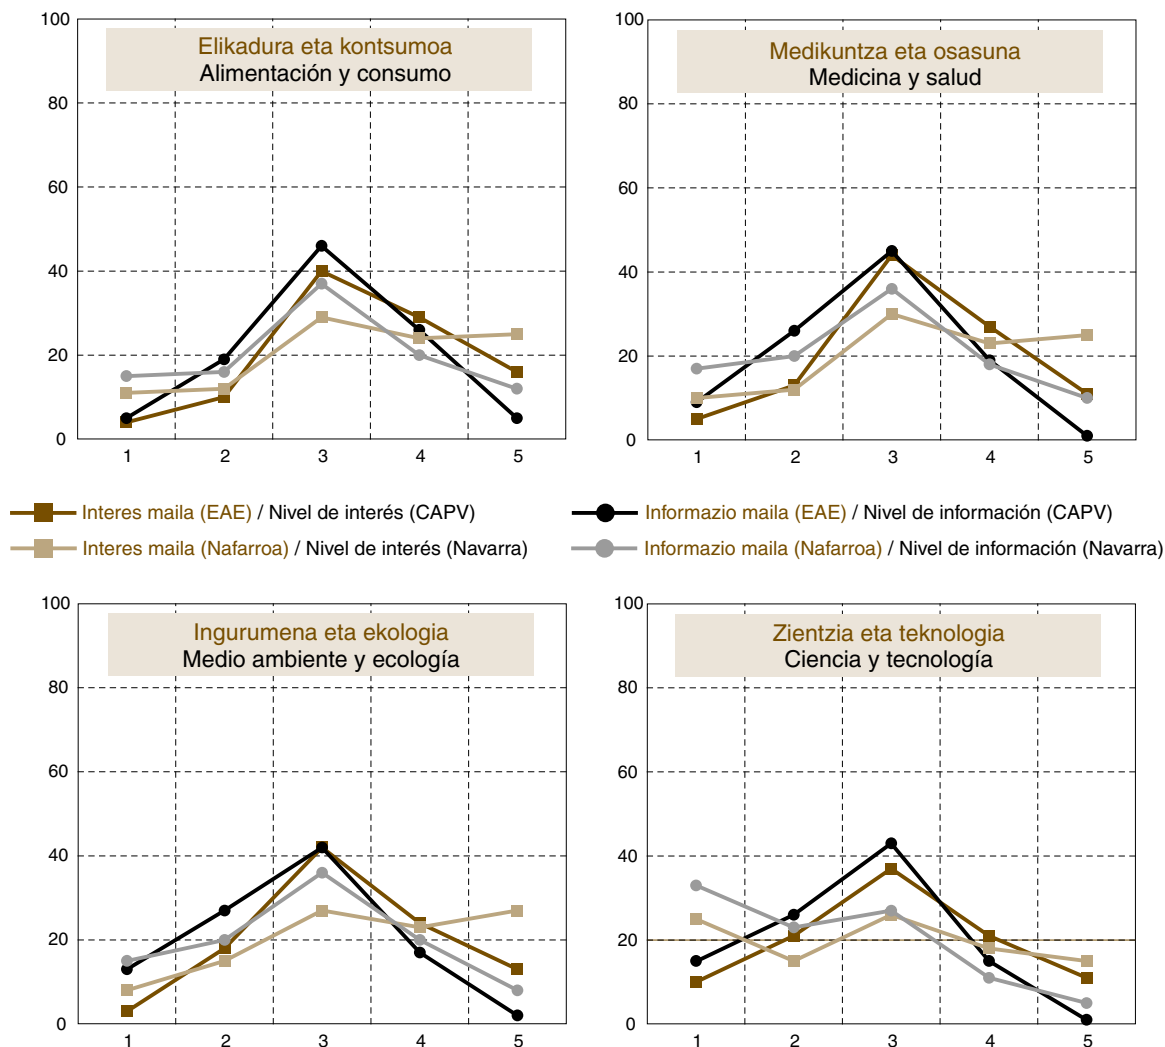 Elikadura eta kontsumoa
Alimentación y consumo
100
80
60
40
20
0
1 2 3 4 5
Medikuntza eta osasuna
Medicina y salud
100
80
60
40
20
0
1 2 3 4 5
Interes maila (EAE) / Nivel de interés (CAPV)
Informazio maila (EAE) / Nivel de información (CAPV)
Interes maila (Nafarroa) / Nivel de interés (Navarra)
Informazio maila (Nafarroa) / Nivel de información (Navarra)
Ingurumena eta ekologia
Medio ambiente y ecología
100
80
60
40
20
0
1 2 3 4 5
Zientzia eta teknologia
Ciencia y tecnología
100
80
60
40
20
0
1 2 3 4 5